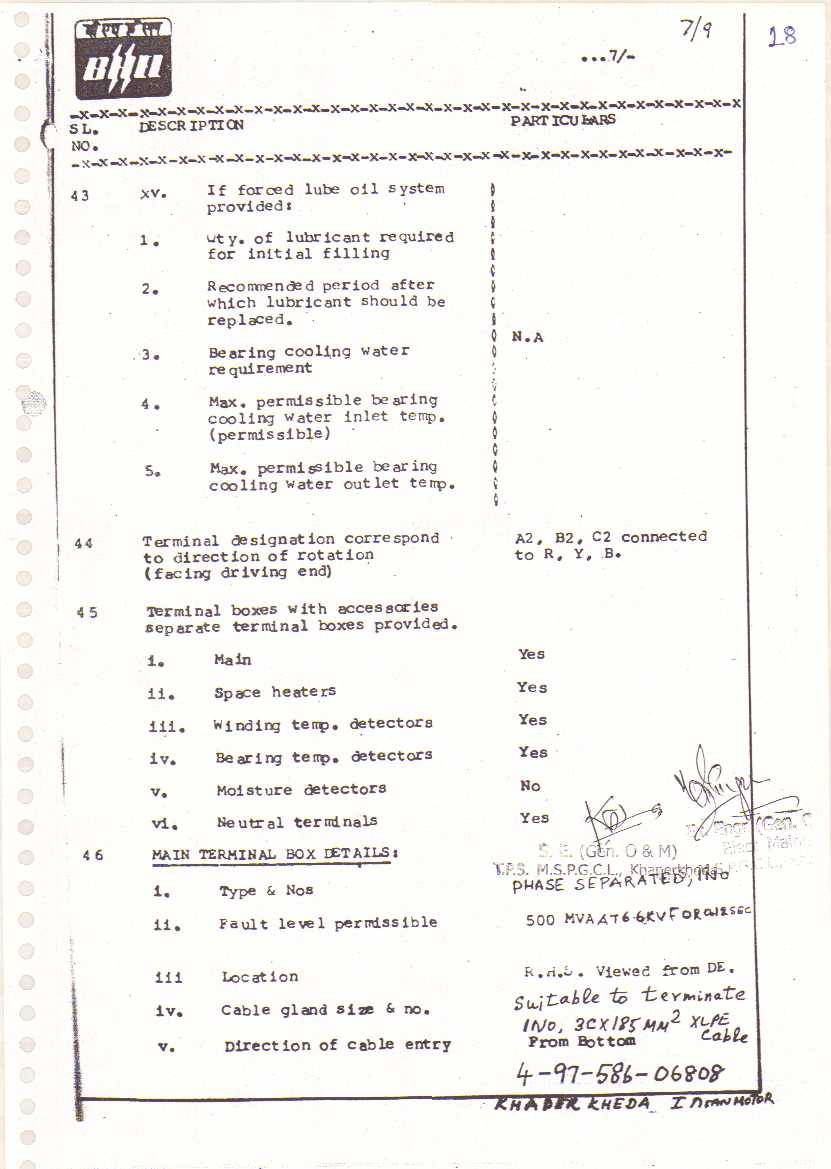 बीएचईएल
BHEL
7/9
18
...7/-
-x-x-x-x-x-x-x-x-x-x-x-x-x-x-x-x-x-x-x-x-x-x-x-x-x-x-x-x-x-x-x-x-x-x-x
SL. DESCRIPTION PARTICULARS
NO.
-x-x-x-x-x-x-x-x-x-x-x-x-x-x-x-x-x-x-x-x-x-x-x-x-x-x-x-x-x-x-x-x-x-x-x-
43 xv. If forced lube oil system
provided:
1. Qty. of lubricant required
for initial filling
2. Recommended period after
which lubricant should be
replaced.
N.A
3. Bearing cooling water
requirement
4. Max. permissible bearing
cooling water inlet temp.
(permissible)
5. Max. permissible bearing
cooling water outlet temp.
44 Terminal designation correspond A2, B2, C2 connected
to direction of rotation to R, Y, B.
(facing driving end)
45 Terminal boxes with accessories
separate terminal boxes provided.
i. Main Yes
ii. Space heaters Yes
iii. Winding temp. detectors Yes
iv. Bearing temp. detectors Yes
v. Moisture detectors No
vi. Neutral terminals Yes
Engr (Gen. O
S. E. (Gen. O & M)
T.P.S. M.S.P.G.C.L., Khaperkheda
46 MAIN TERMINAL BOX DETAILS:
i. Type & Nos PHASE SEPARATED, 1NO
ii. Fault level permissible 500 MVA AT 6.6KV FOR 0.12 SEC
iii Location R.H.S. Viewed from DE.
iv. Cable gland size & no. Suitable to terminate
1NO, 3CX185 MM2 XLPE
Cable
v. Direction of cable entry From Bottom
4-97-586-06808
KHAPERKHEDA ID FAN MOTOR